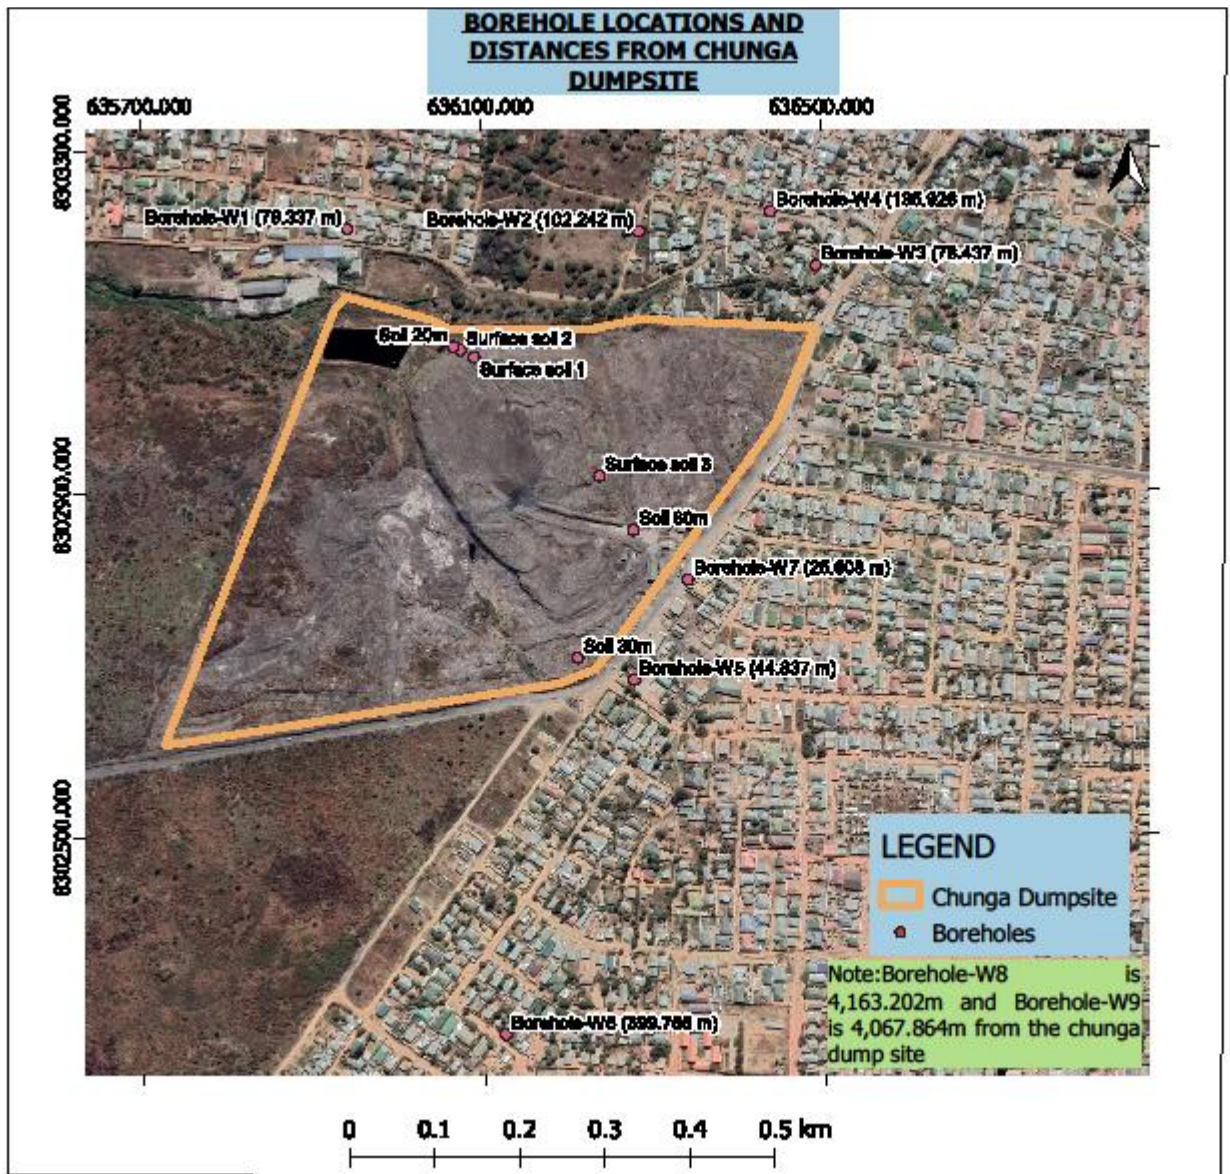 BOREHOLE LOCATIONS AND
DISTANCES FROM CHUNGA
DUMPSITE
635700.000
636100.000
636500.000
8303300.000
8302900.000
8302500.000
Borehole-W1 (79.337 m)
Borehole-W2 (102.242 m)
Borehole-W4 (135.926 m)
Borehole-W3 (78.437 m)
Soil 20m
Surface soil 2
Surface soil 1
Surface soil 3
Soil 60m
Borehole-W7 (25.608 m)
Soil 30m
Borehole-W5 (44.837 m)
Borehole-W6 (399.766 m)
LEGEND
Chunga Dumpsite
Boreholes
Note:Borehole-W8 is
4,163.202m and Borehole-W9
is 4,067.864m from the chunga
dump site
0 0.1 0.2 0.3 0.4 0.5 km